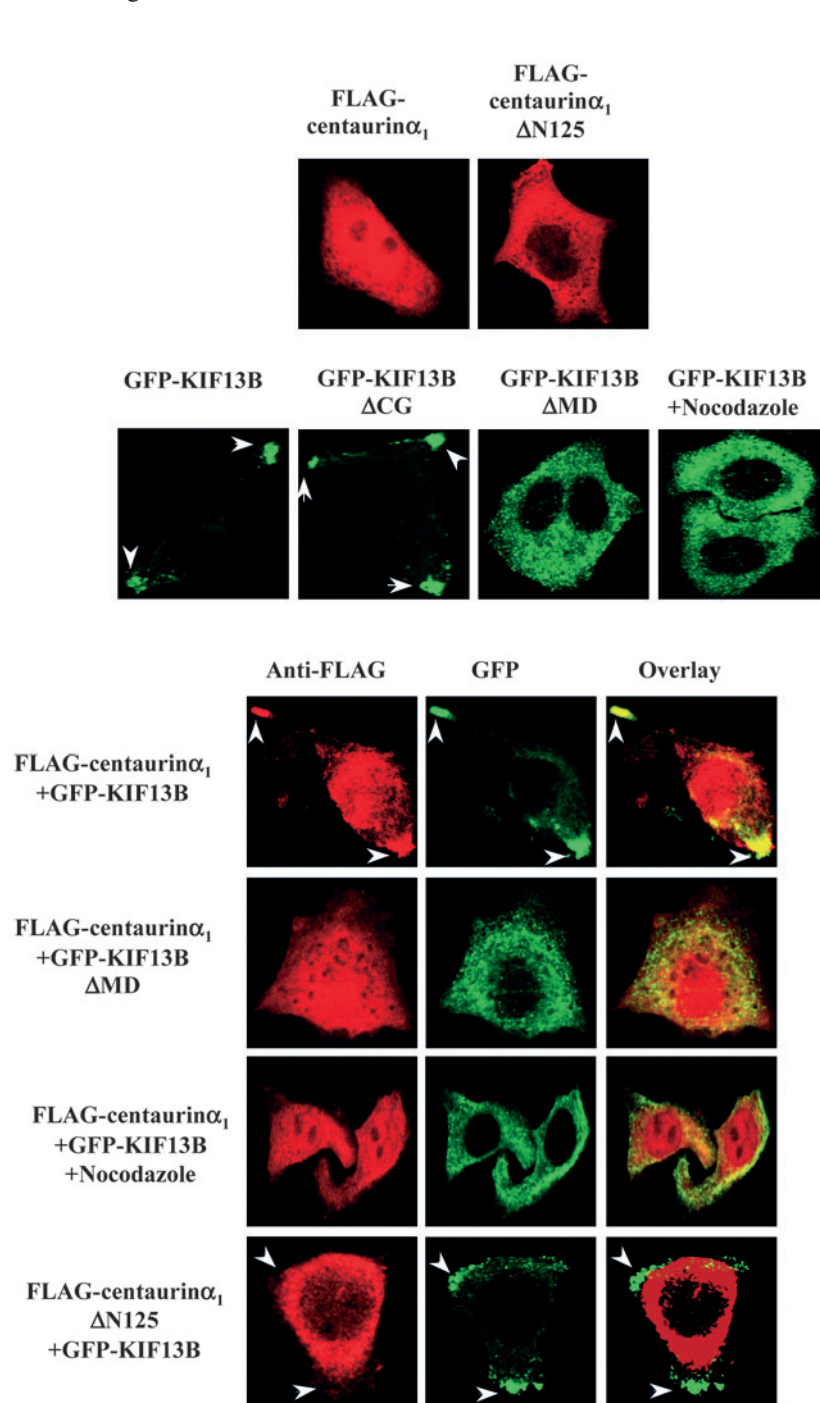 FLAG-
centaurinα₁
FLAG-
centaurinα₁
ΔN125
GFP-KIF13B
GFP-KIF13B
ΔCG
GFP-KIF13B
ΔMD
GFP-KIF13B
+Nocodazole
Anti-FLAG
GFP
Overlay
FLAG-centaurinα₁
+GFP-KIF13B
FLAG-centaurinα₁
+GFP-KIF13B
ΔMD
FLAG-centaurinα₁
+GFP-KIF13B
+Nocodazole
FLAG-centaurinα₁
ΔN125
+GFP-KIF13B